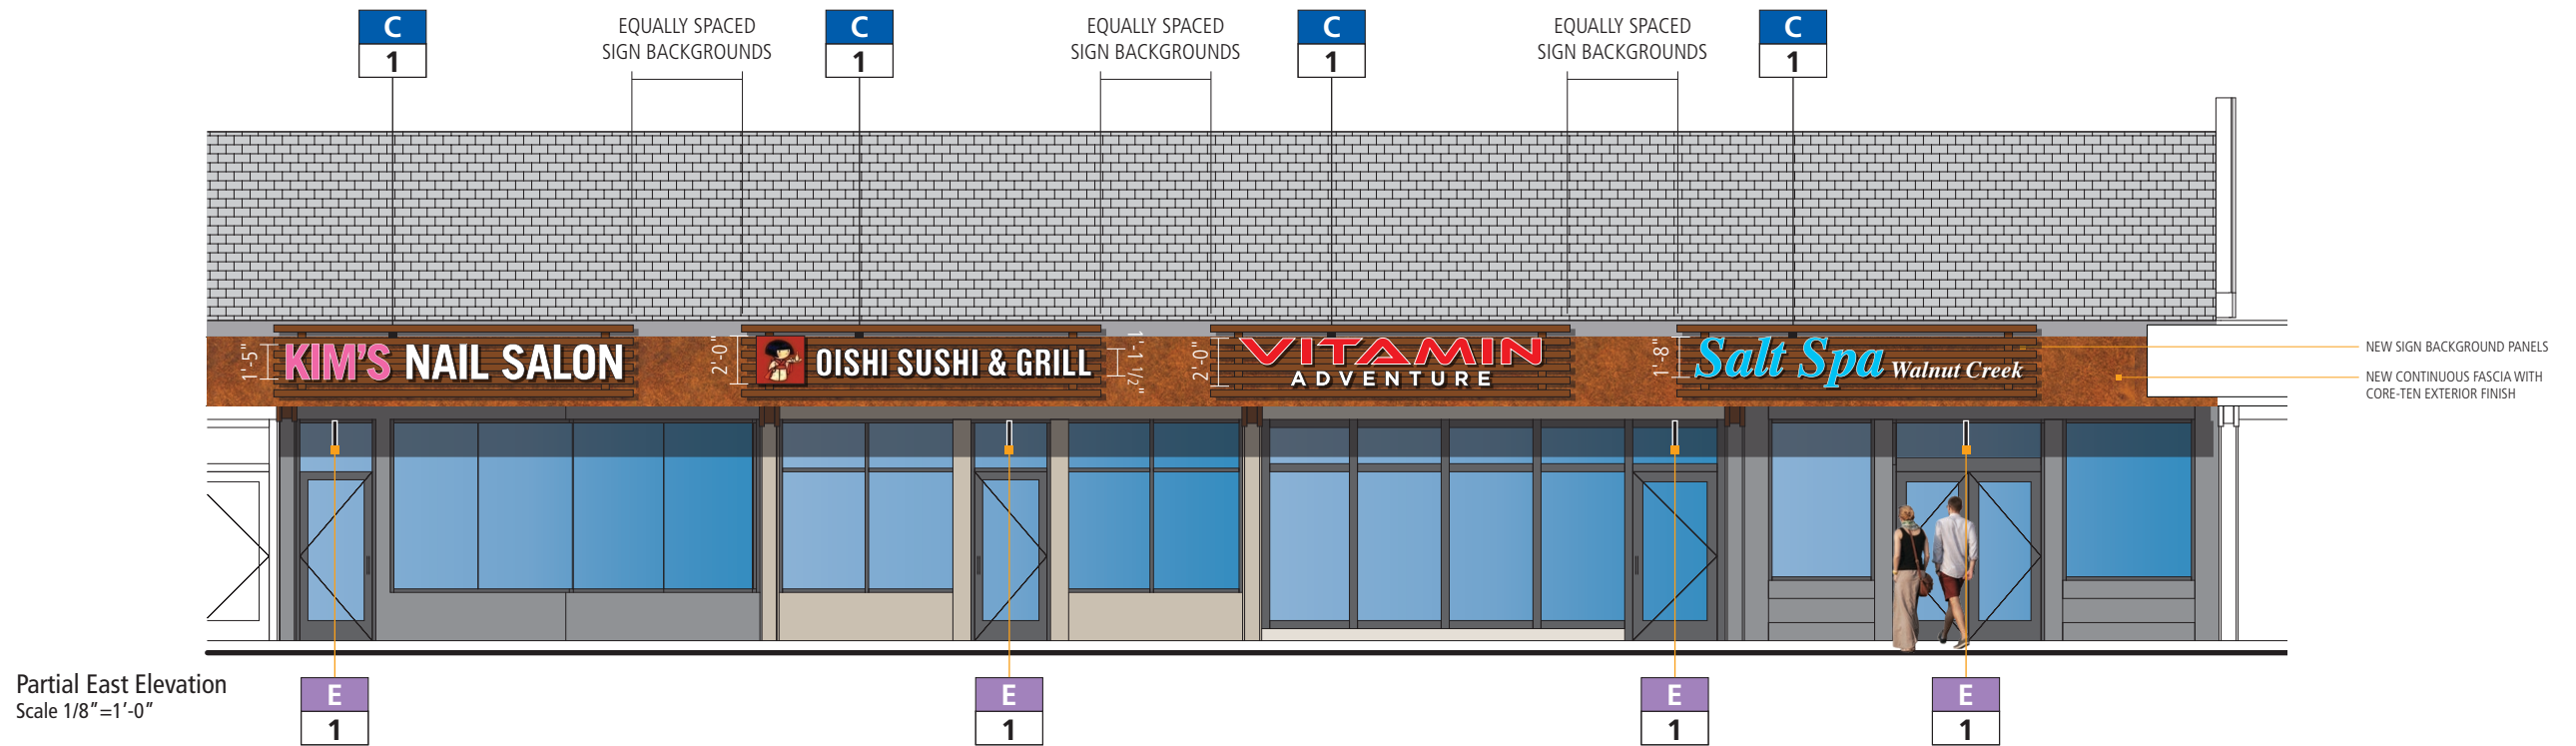 C
1
EQUALLY SPACED
SIGN BACKGROUNDS
C
1
EQUALLY SPACED
SIGN BACKGROUNDS
C
1
EQUALLY SPACED
SIGN BACKGROUNDS
C
1
1'-5"
KIM'S NAIL SALON
2'-0"
OISHI SUSHI & GRILL
1'-1 1/2"
2'-0"
VITAMIN
ADVENTURE
1'-8"
Salt Spa Walnut Creek
NEW SIGN BACKGROUND PANELS
NEW CONTINUOUS FASCIA WITH
CORE-TEN EXTERIOR FINISH
Partial East Elevation
Scale 1/8”=1’-0”
E
1
E
1
E
1
E
1